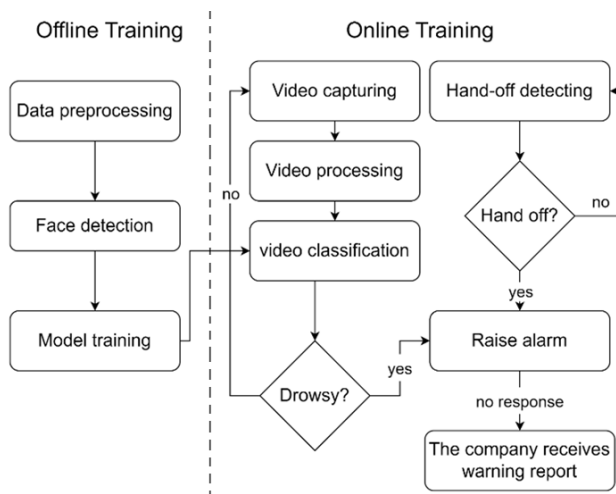 Offline Training
Online Training
Data preprocessing
Face detection
Model training
Video capturing
Video processing
video classification
Drowsy?
no
yes
Hand-off detecting
Hand off?
no
yes
Raise alarm
no response
The company receives
warning report